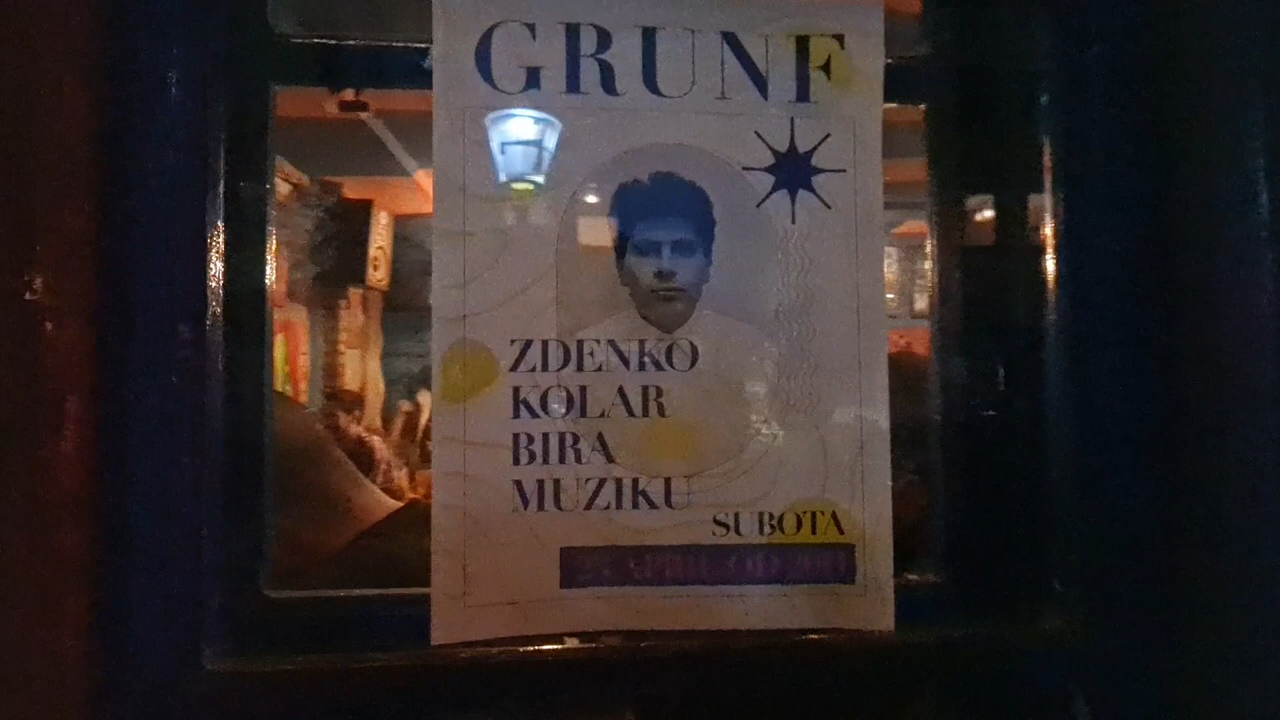 GRUNF
ZDENKO
KOLAR
BIRA
MUZIKU
SUBOTA